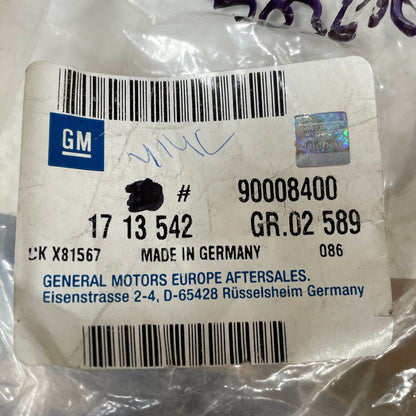 GM
# 90008400
17 13 542 GR.02 589
X81567 MADE IN GERMANY 086
GENERAL MOTORS EUROPE AFTERSALES.
Eisenstrasse 2-4, D-65428 Rüsselsheim Germany